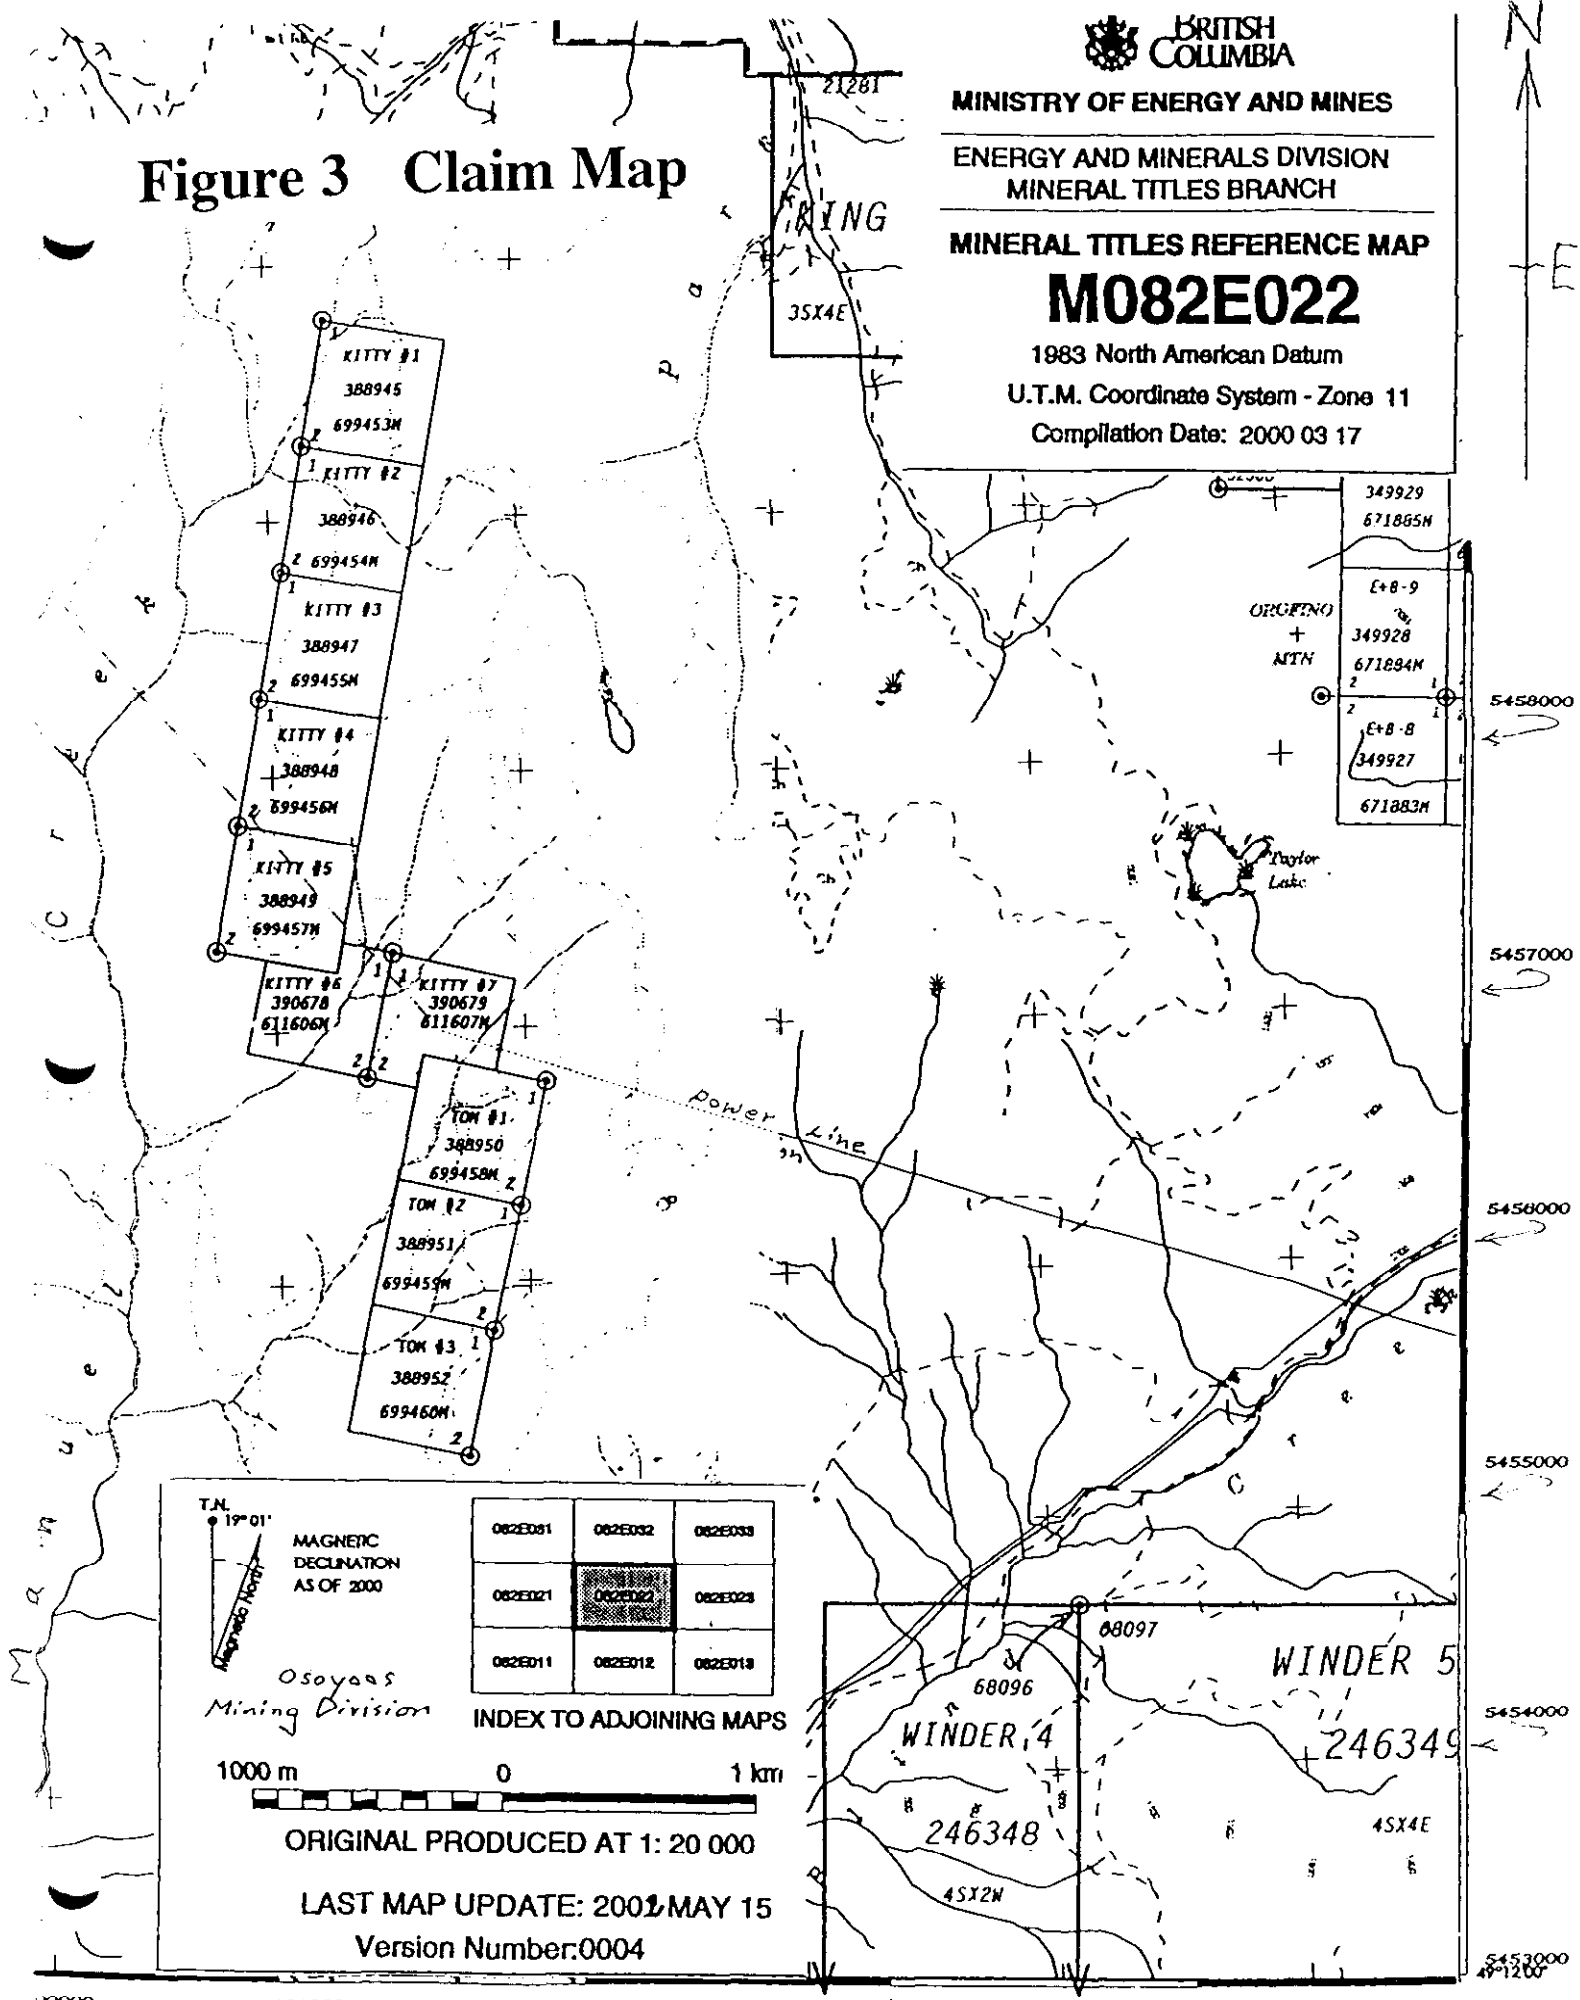 BRITISH
COLUMBIA
MINISTRY OF ENERGY AND MINES
ENERGY AND MINERALS DIVISION
MINERAL TITLES BRANCH
MINERAL TITLES REFERENCE MAP
M082E022
1983 North American Datum
U.T.M. Coordinate System - Zone 11
Compilation Date: 2000 03 17
N
E
Figure 3 Claim Map
21281
KING
3SX4E
KITTY #1
388945
699453M
KITTY #2
388946
699454M
KITTY #3
388947
699455M
KITTY #4
388948
699456M
KITTY #5
388949
699457M
KITTY #6
390678
611606M
KITTY #7
390679
611607M
TOM #1
388950
699458M
TOM #2
388951
699459M
TOM #3
388952
699460M
349929
671885M
E+B-9
349928
671884M
E+B-8
349927
671883M
OROFINO
MTN
Taylor
Lake
Power Line
Manuel Creek
5458000
5457000
5456000
5455000
5454000
5453000
49°12'00"
68097
68096
WINDER 5
246349
4SX4E
WINDER 4
246348
4SX2W
T.N.
19°01'
Magnetic North
MAGNETIC
DECLINATION
AS OF 2000
Osoyoos
Mining Division
082E031 082E032 082E033
082E021 082E022 082E023
082E011 082E012 082E013
INDEX TO ADJOINING MAPS
1000 m 0 1 km
ORIGINAL PRODUCED AT 1: 20 000
LAST MAP UPDATE: 2002 MAY 15
Version Number:0004